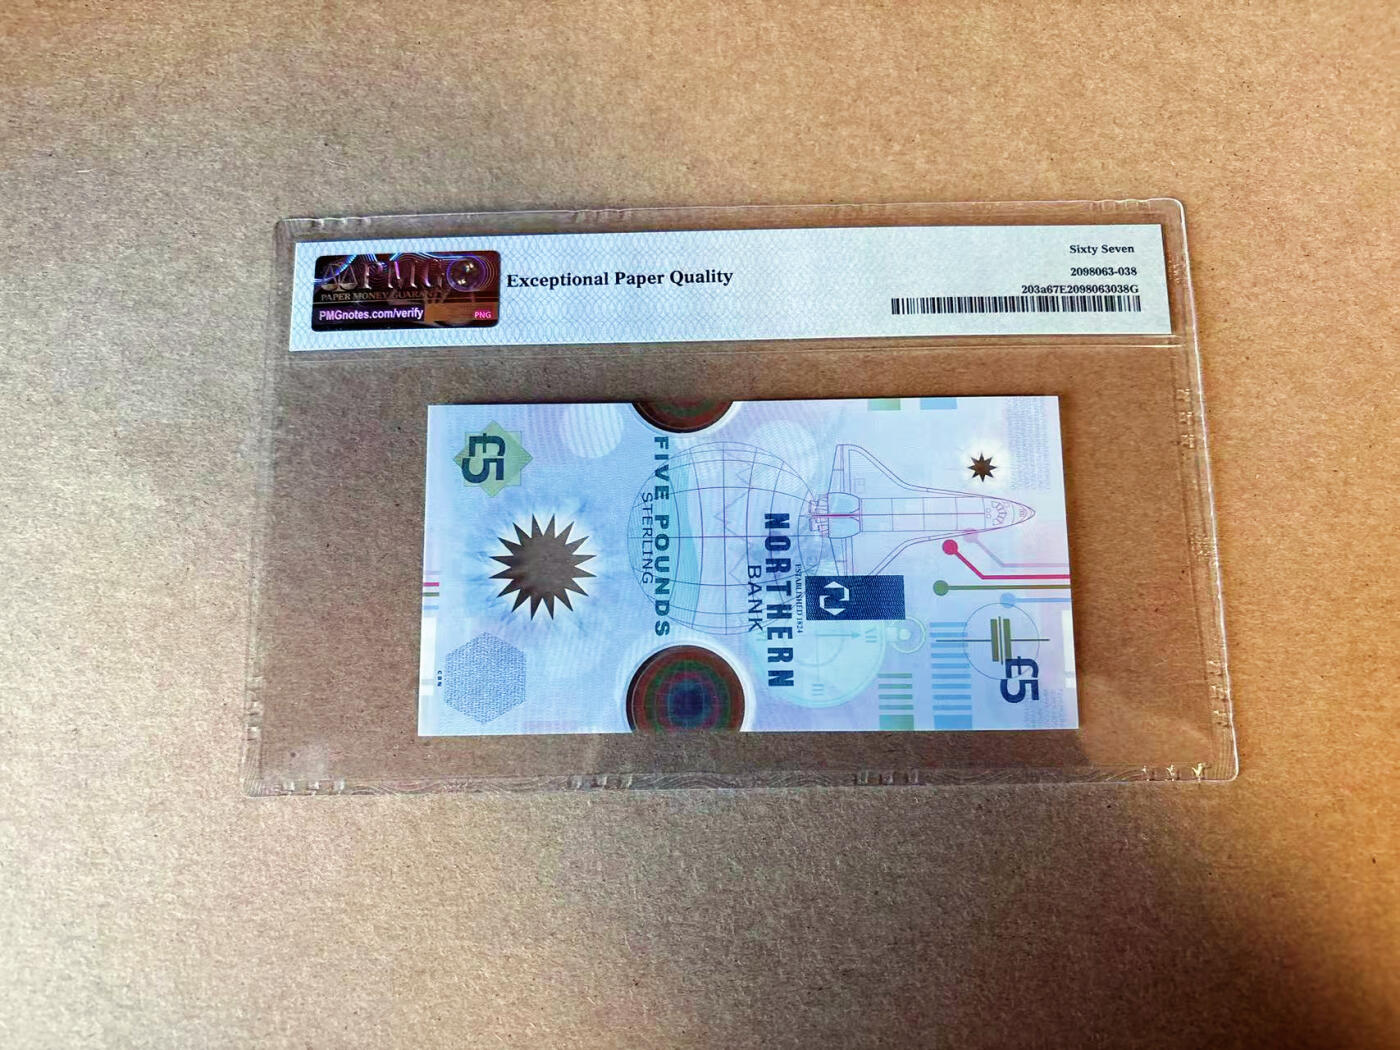 PMG
PAPER MONEY GUARANTY
PMGnotes.com/verify
PNG
Exceptional Paper Quality
Sixty Seven
2098063-038
203a67E2098063038G
£5
FIVE POUNDS
STERLING
NORTHERN
BANK
ESTABLISHED 1824
N
£5
CBN